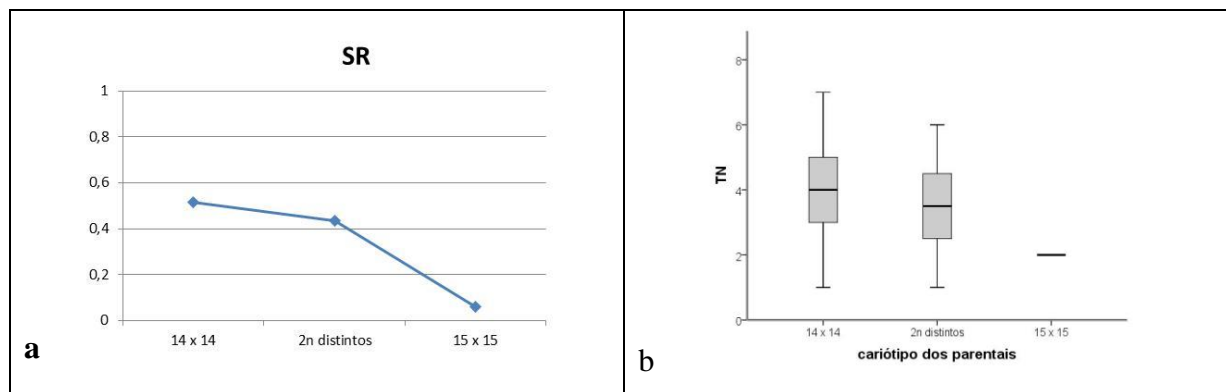 SR
1
0,8
0,6
0,4
0,2
0
14 x 14 2n distintos 15 x 15
a
8
6
4
2
0
TN
14 x 14 2n distintos 15 x 15
cariótipo dos parentais
b